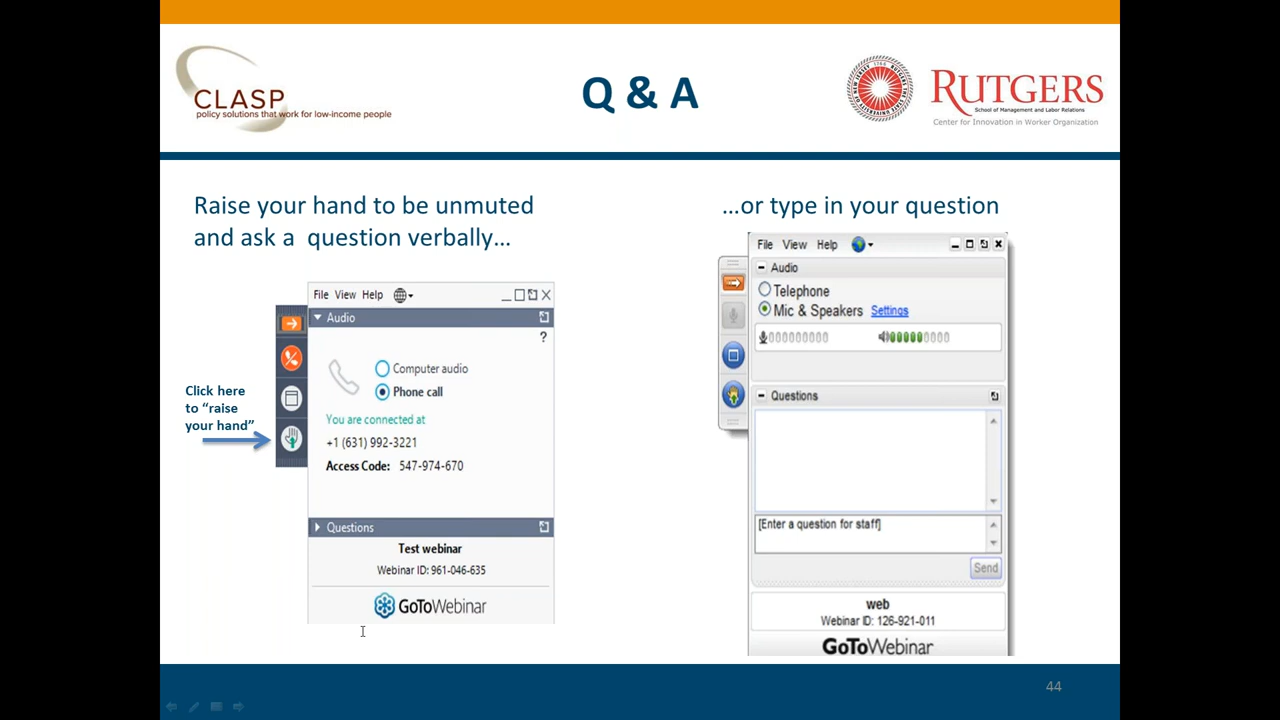 CLASP
policy solutions that work for low-income people
Q & A
RUTGERS
School of Management and Labor Relations
Center for Innovation in Worker Organization
Raise your hand to be unmuted
and ask a question verbally…
Click here
to “raise
your hand”
File View Help
Audio
?
Computer audio
Phone call
You are connected at
+1 (631) 992-3221
Access Code: 547-974-670
Questions
Test webinar
Webinar ID: 961-046-635
GoToWebinar
…or type in your question
File View Help
Audio
Telephone
Mic & Speakers Settings
Questions
[Enter a question for staff]
Send
web
Webinar ID: 126-921-011
GoToWebinar
44